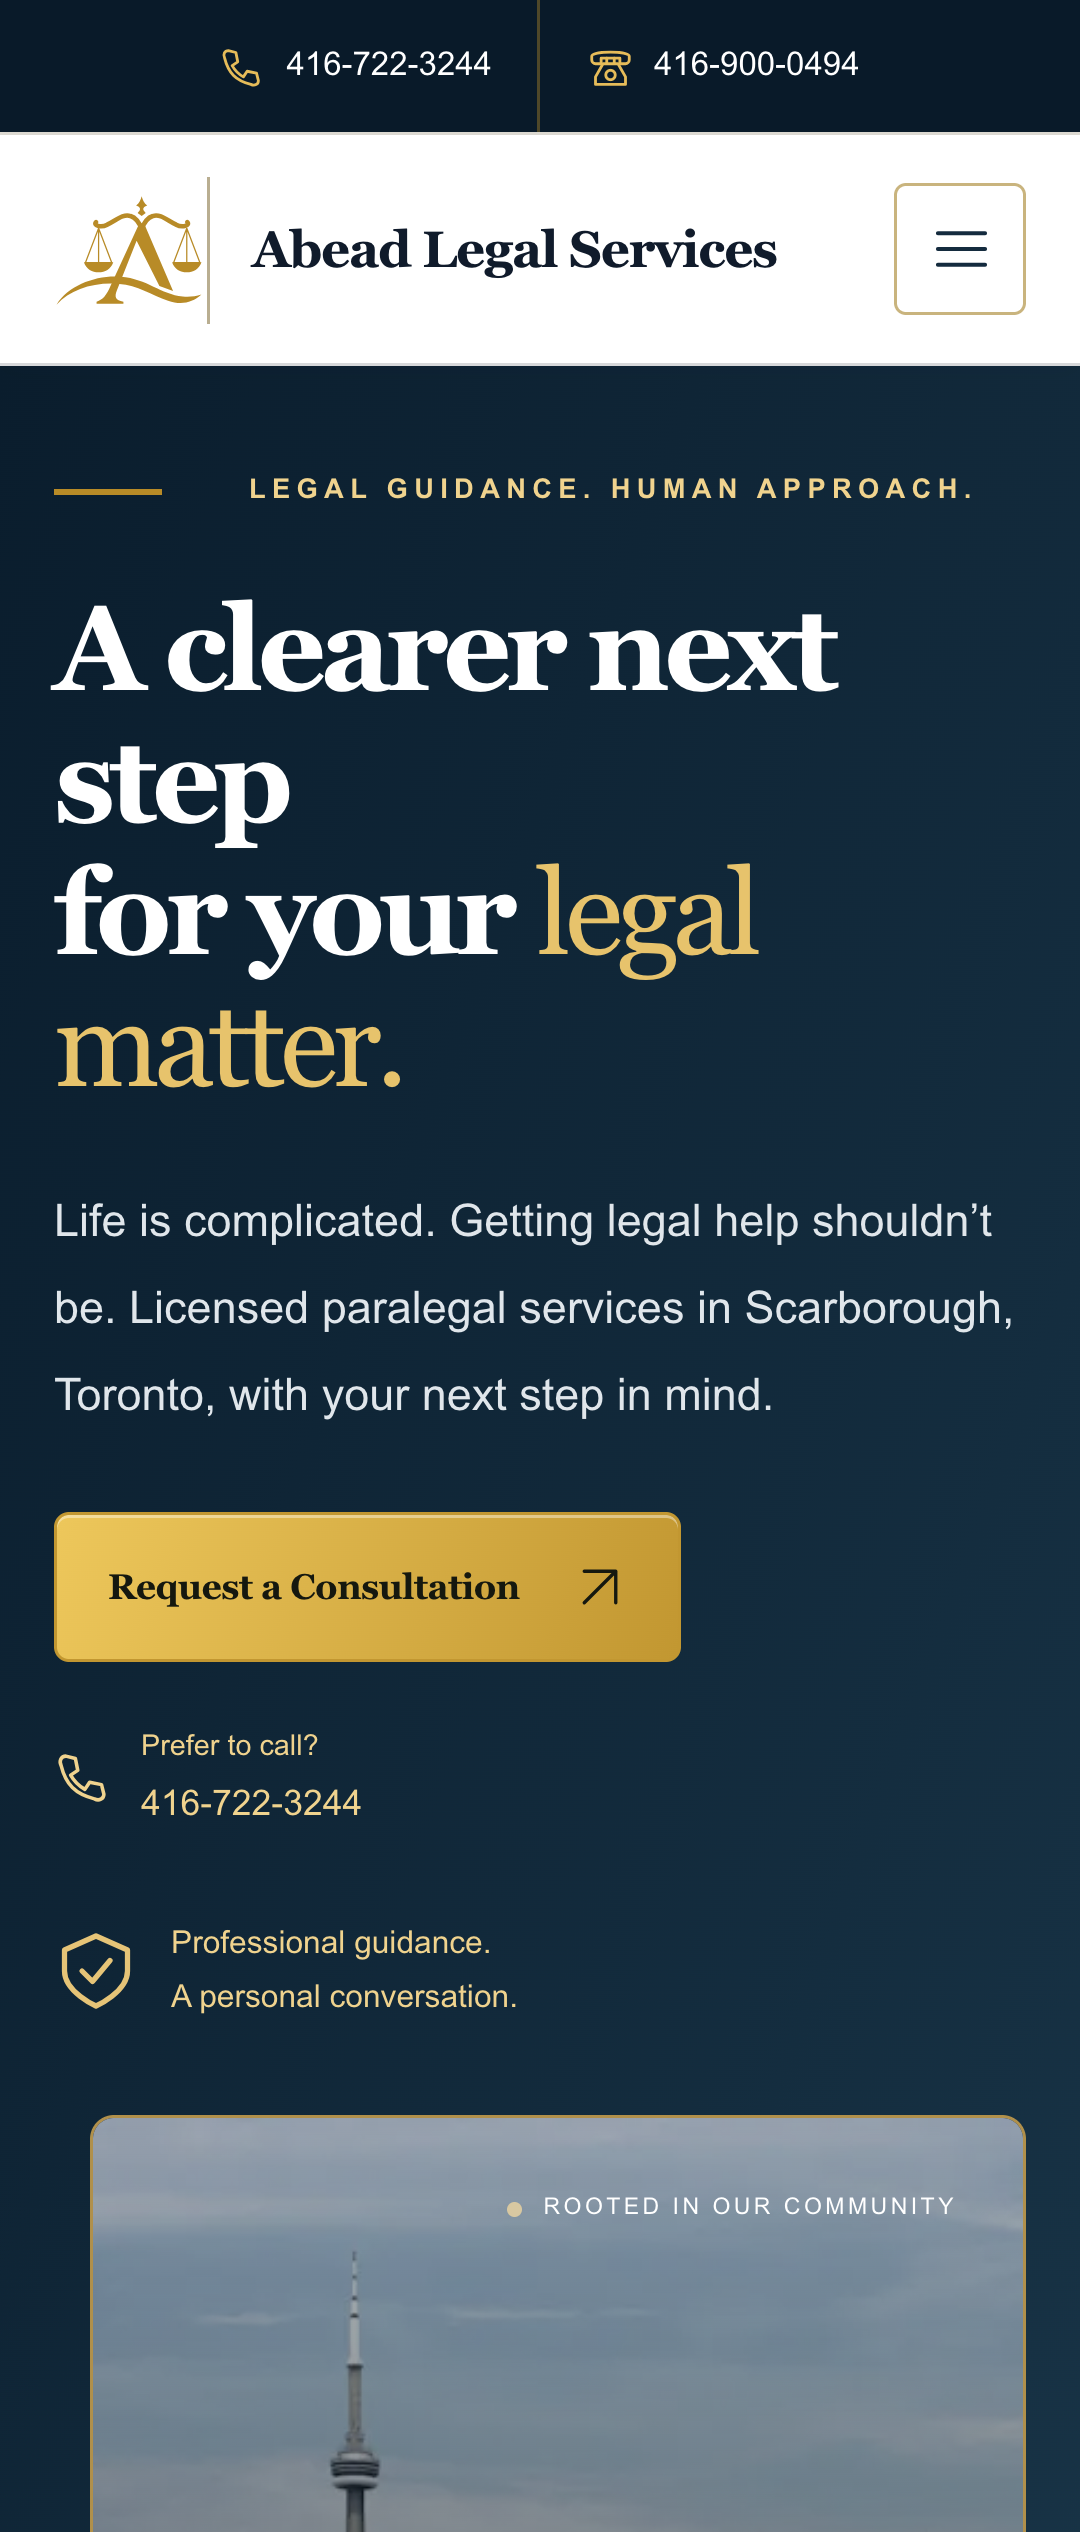 416-722-3244
416-900-0494
Abead Legal Services
LEGAL GUIDANCE. HUMAN APPROACH.
A clearer next
step
for your legal
matter.
Life is complicated. Getting legal help shouldn’t
be. Licensed paralegal services in Scarborough,
Toronto, with your next step in mind.
Request a Consultation
Prefer to call?
416-722-3244
Professional guidance.
A personal conversation.
ROOTED IN OUR COMMUNITY